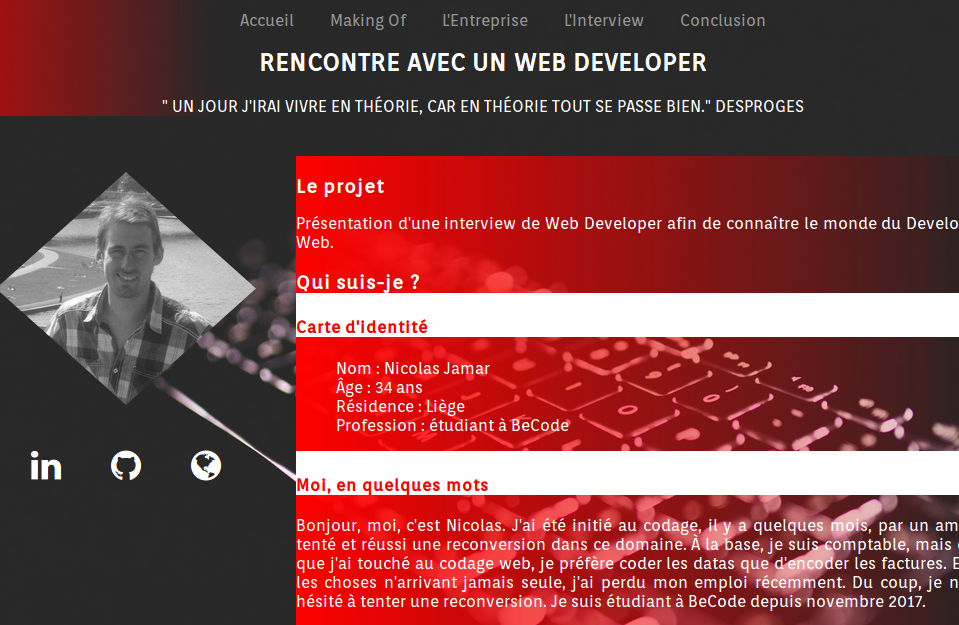 Accueil Making Of L'Entreprise L'Interview Conclusion
RENCONTRE AVEC UN WEB DEVELOPER
" UN JOUR J'IRAI VIVRE EN THÉORIE, CAR EN THÉORIE TOUT SE PASSE BIEN." DESPROGES
Le projet
Présentation d'une interview de Web Developer afin de connaître le monde du Develo
Web.
Qui suis-je ?
Carte d'identité
Nom : Nicolas Jamar
Âge : 34 ans
Résidence : Liège
Profession : étudiant à BeCode
in
Moi, en quelques mots
Bonjour, moi, c'est Nicolas. J'ai été initié au codage, il y a quelques mois, par un am
tenté et réussi une reconversion dans ce domaine. À la base, je suis comptable, mais
que j'ai touché au codage web, je préfère coder les datas que d'encoder les factures. E
les choses n'arrivant jamais seule, j'ai perdu mon emploi récemment. Du coup, je n
hésité à tenter une reconversion. Je suis étudiant à BeCode depuis novembre 2017.